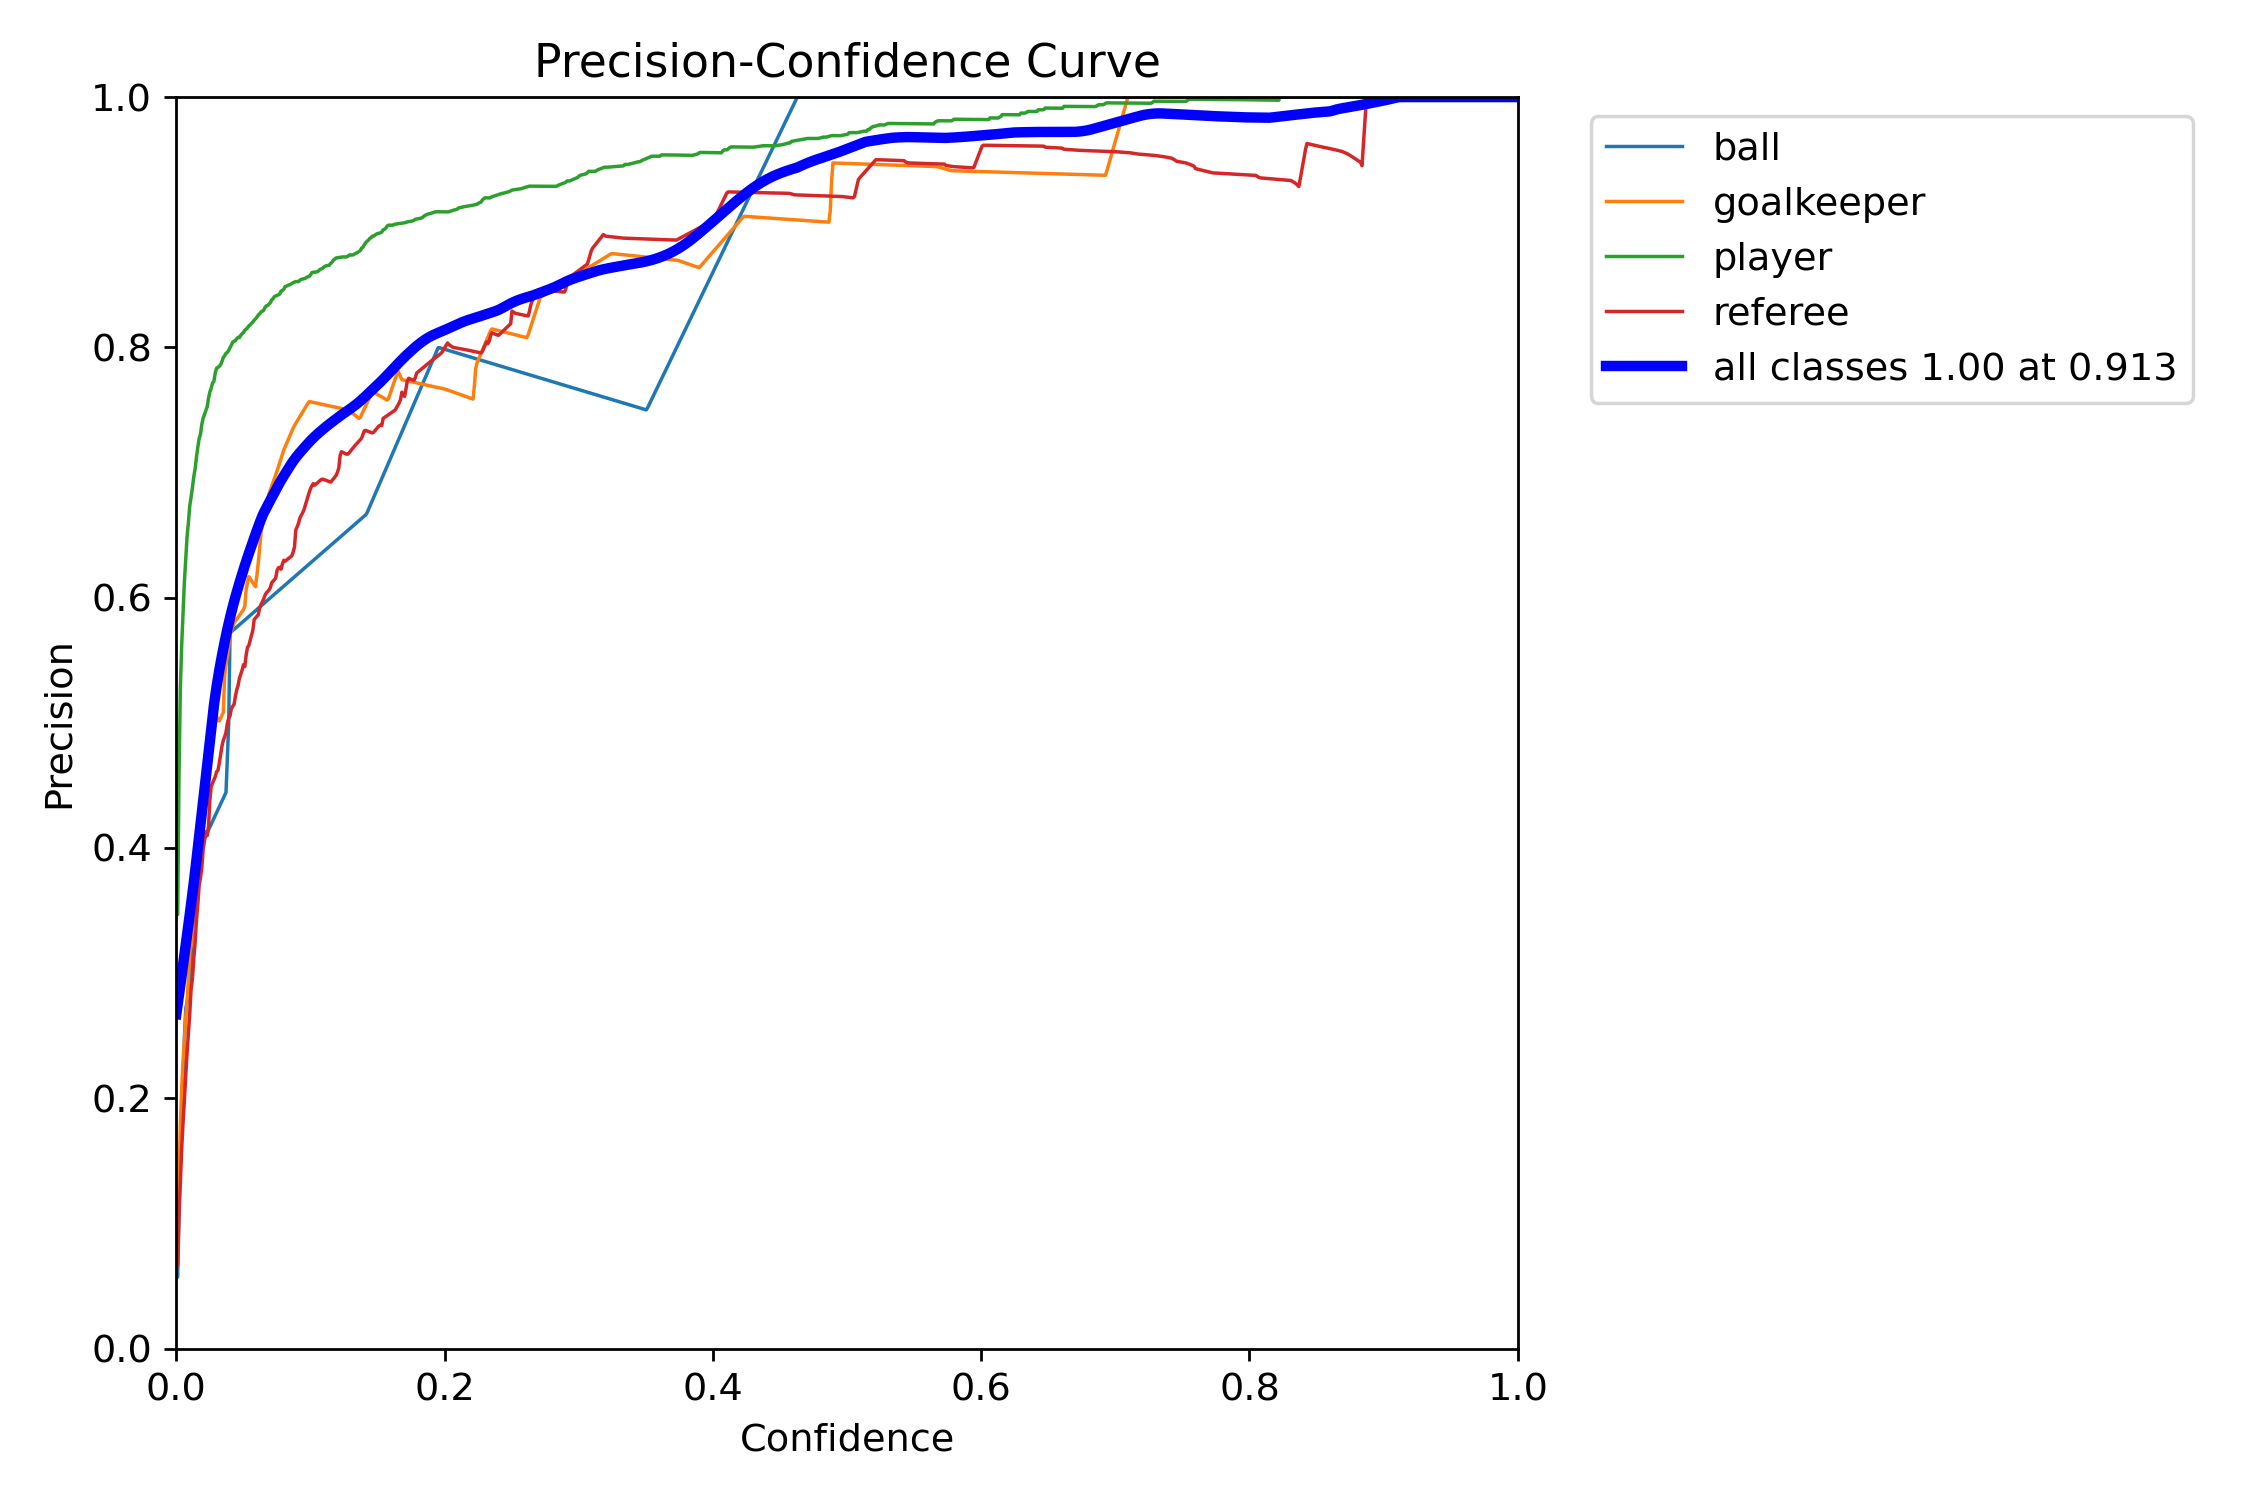 Precision-Confidence Curve
1.0
0.8
0.6
0.4
0.2
0.0
Precision
0.0 0.2 0.4 0.6 0.8 1.0
Confidence
ball
goalkeeper
player
referee
all classes 1.00 at 0.913